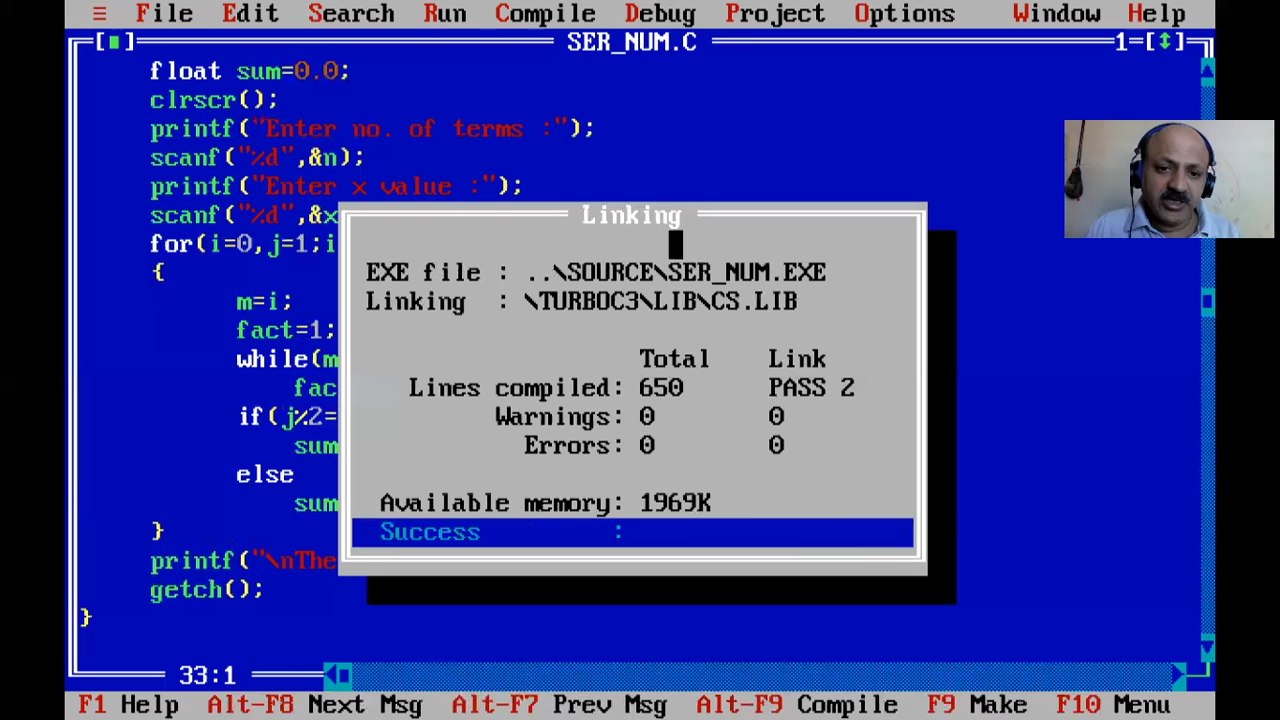 ≡ File Edit Search Run Compile Debug Project Options Window Help
[■] SER_NUM.C 1=[↕]
float sum=0.0;
clrscr();
printf("Enter no. of terms :");
scanf("%d",&n);
printf("Enter x value :");
scanf("%d",&x
for(i=0,j=1;i
{
m=i;
fact=1;
while(m
fac
if(j%2=
sum
else
sum
}
printf("\nThe
getch();
}
Linking
EXE file : ..\SOURCE\SER_NUM.EXE
Linking : \TURBOC3\LIB\CS.LIB
Total Link
Lines compiled: 650 PASS 2
Warnings: 0 0
Errors: 0 0
Available memory: 1969K
Success :
33:1
F1 Help Alt-F8 Next Msg Alt-F7 Prev Msg Alt-F9 Compile F9 Make F10 Menu